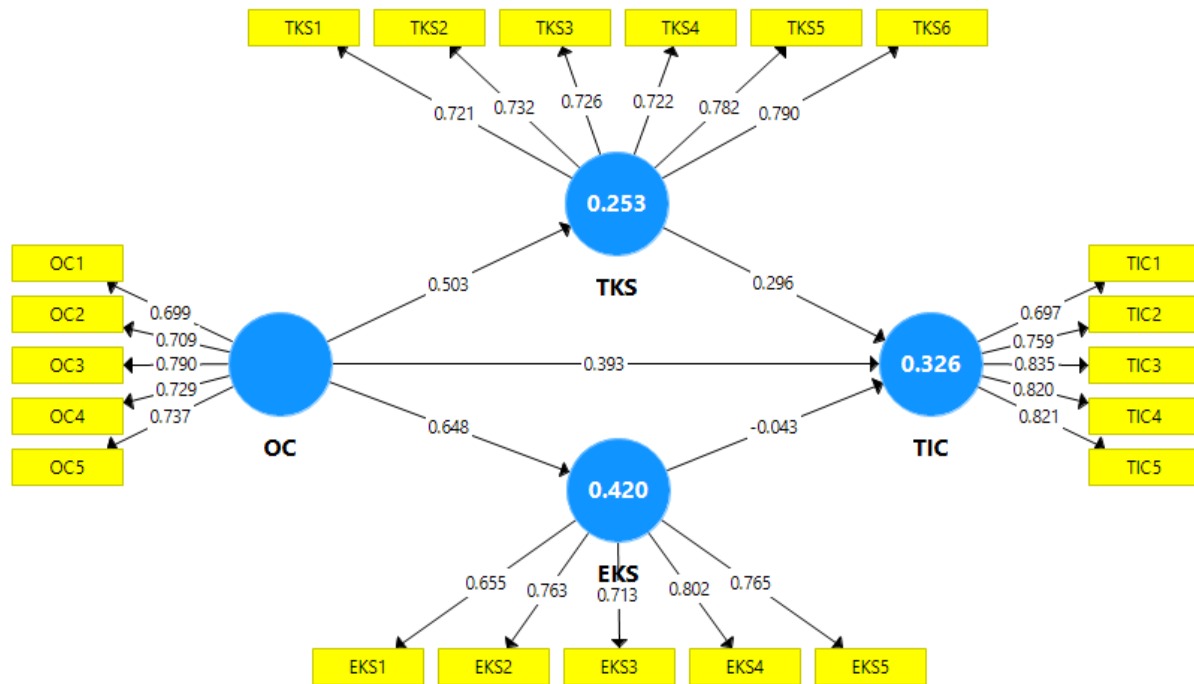 TKS1 TKS2 TKS3 TKS4 TKS5 TKS6
0.721 0.732 0.726 0.722 0.782 0.790
0.253
TKS
OC1
OC2
OC3
OC4
OC5
0.699
0.709
0.790
0.729
0.737
OC
0.503
0.393
0.648
0.296
-0.043
0.326
TIC
0.697
0.759
0.835
0.820
0.821
TIC1
TIC2
TIC3
TIC4
TIC5
0.420
EKS
0.655 0.763 0.713 0.802 0.765
EKS1 EKS2 EKS3 EKS4 EKS5